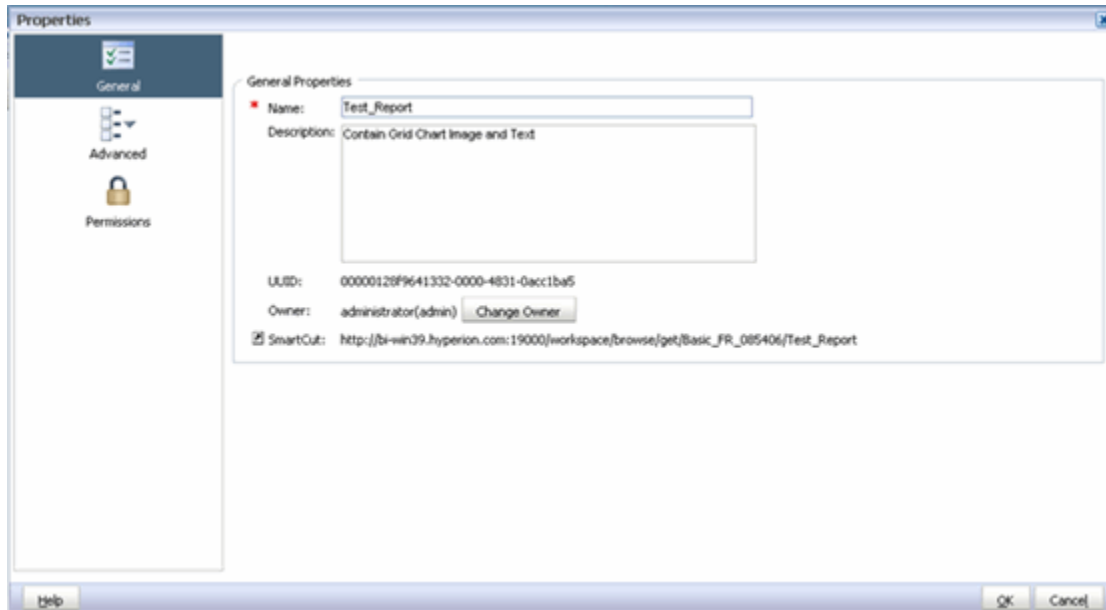 Properties
General
Advanced
Permissions
General Properties
* Name: Test_Report
Description: Contain Grid Chart Image and Text
UUID: 00000128f9641332-0000-4831-0acc1ba5
Owner: administrator(admin) Change Owner
SmartCut: http://bi-win39.hyperion.com:19000/workspace/browse/get/Basic_FR_085406/Test_Report
Help OK Cancel